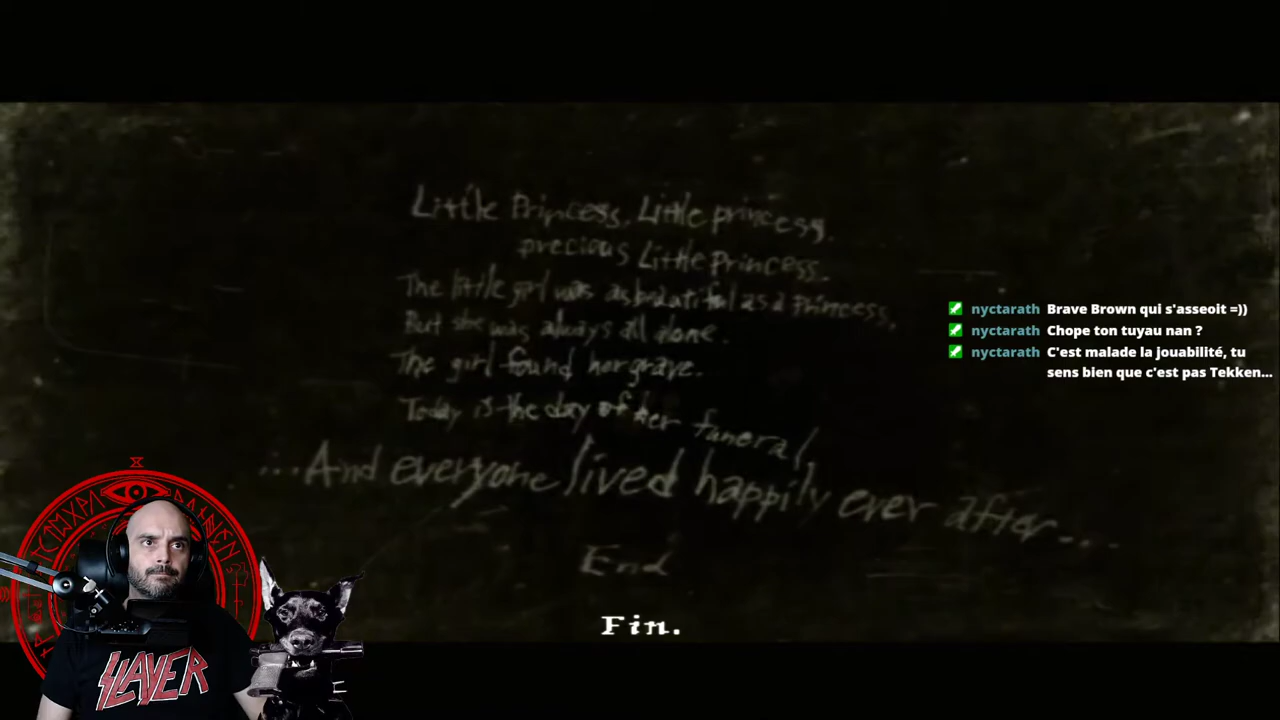 Little Princess, Little princess,
precious Little Princess.
The little girl was as beautiful as a Princess,
But she was always all alone.
The girl found her grave.
Today is the day of her funeral,
...And everyone lived happily ever after....
End
Fin.
nyctarath Brave Brown qui s'asseoit =))
nyctarath Chope ton tuyau nan ?
nyctarath C'est malade la jouabilité, tu
sens bien que c'est pas Tekken...
SLAYER